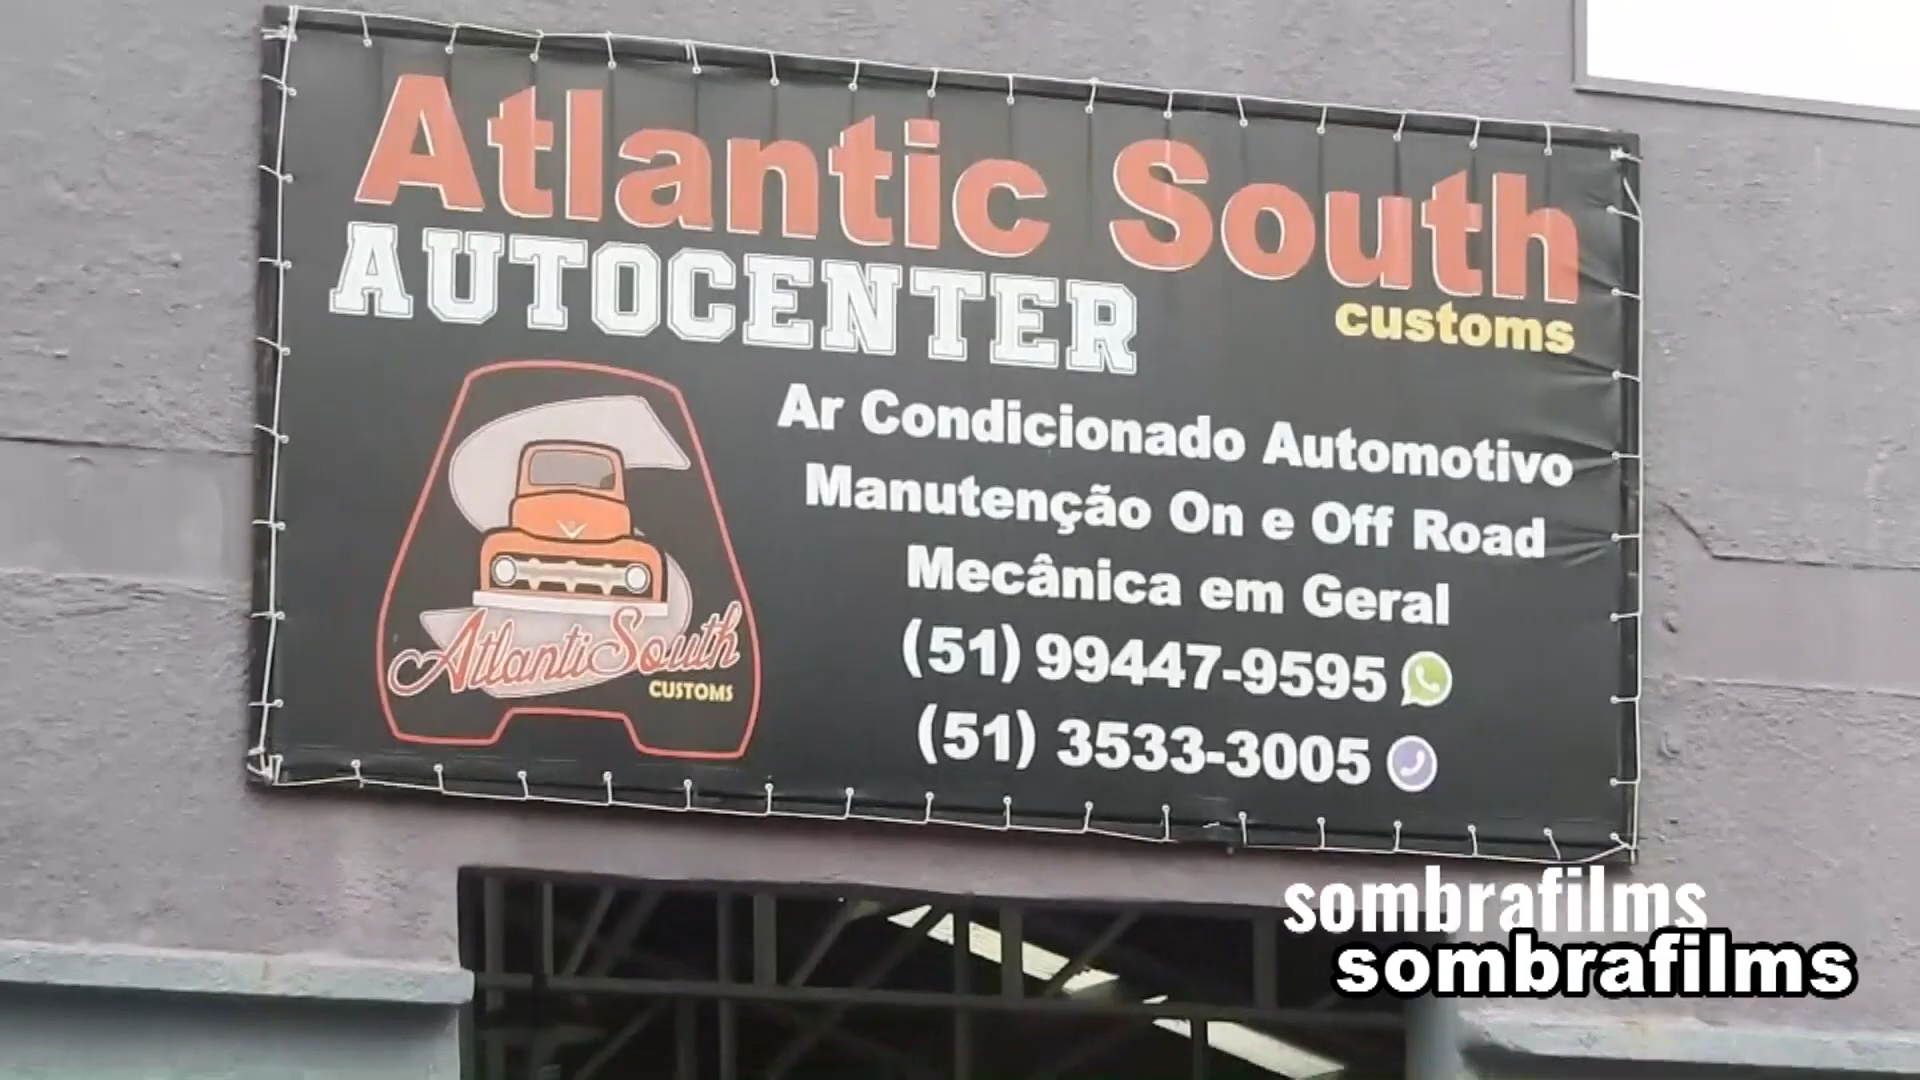 Atlantic South
customs
AUTOCENTER
Ar Condicionado Automotivo
Manutenção On e Off Road
Mecânica em Geral
(51) 99447-9595
(51) 3533-3005
AtlantiSouth
CUSTOMS
sombrafilms
sombrafilms